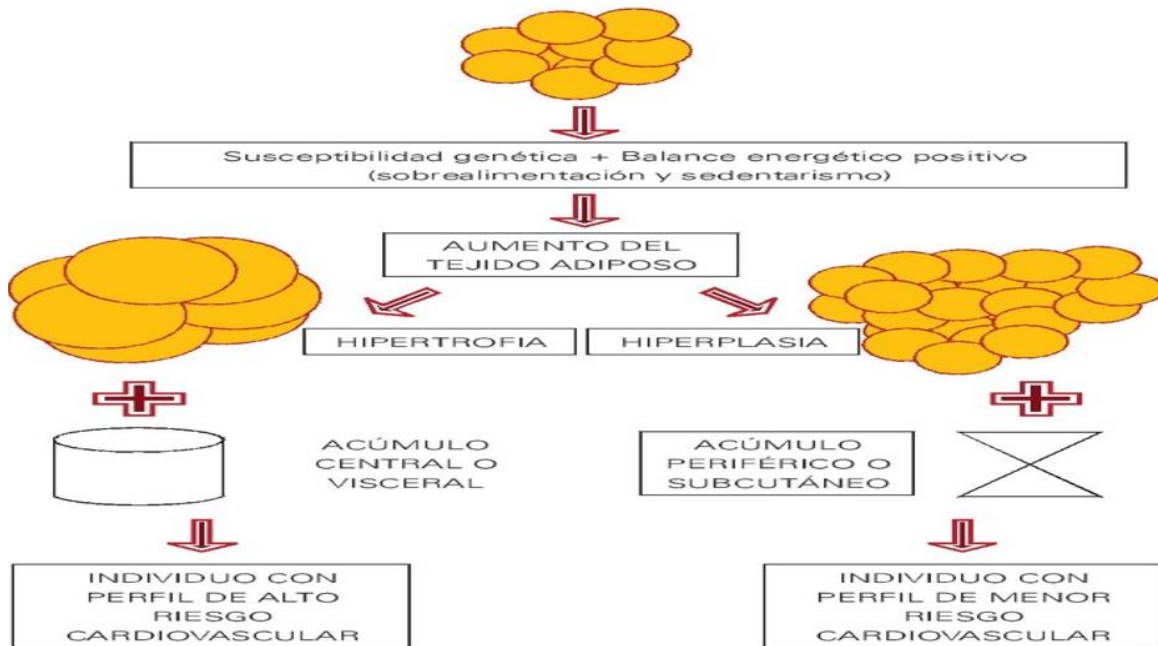 Susceptibilidad genética + Balance energético positivo
(sobrealimentación y sedentarismo)
AUMENTO DEL
TEJIDO ADIPOSO
HIPERTROFIA
HIPERPLASIA
ACÚMULO
CENTRAL O
VISCERAL
ACÚMULO
PERIFÉRICO O
SUBCUTÁNEO
INDIVIDUO CON
PERFIL DE ALTO
RIESGO
CARDIOVASCULAR
INDIVIDUO CON
PERFIL DE MENOR
RIESGO
CARDIOVASCULAR